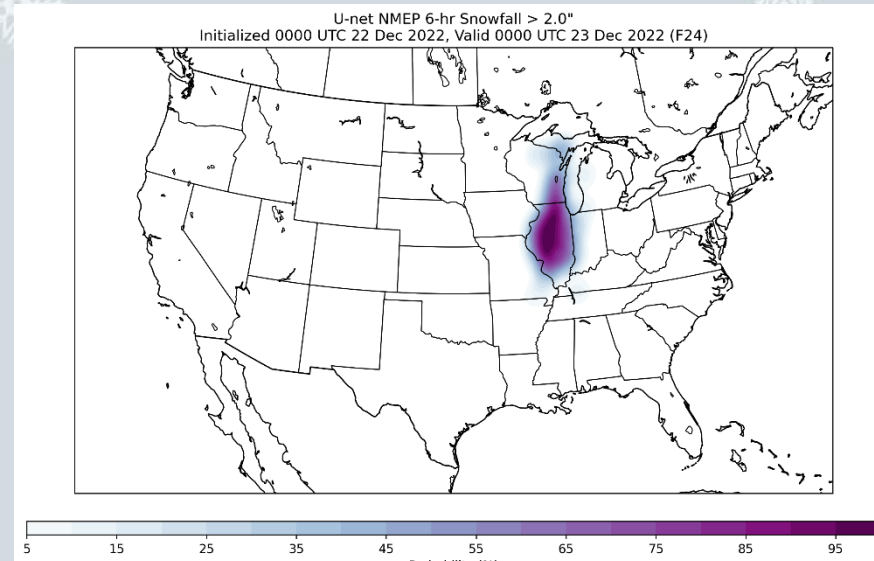 U-net NMEP 6-hr Snowfall > 2.0"
Initialized 0000 UTC 22 Dec 2022, Valid 0000 UTC 23 Dec 2022 (F24)
5 15 25 35 45 55 65 75 85 95